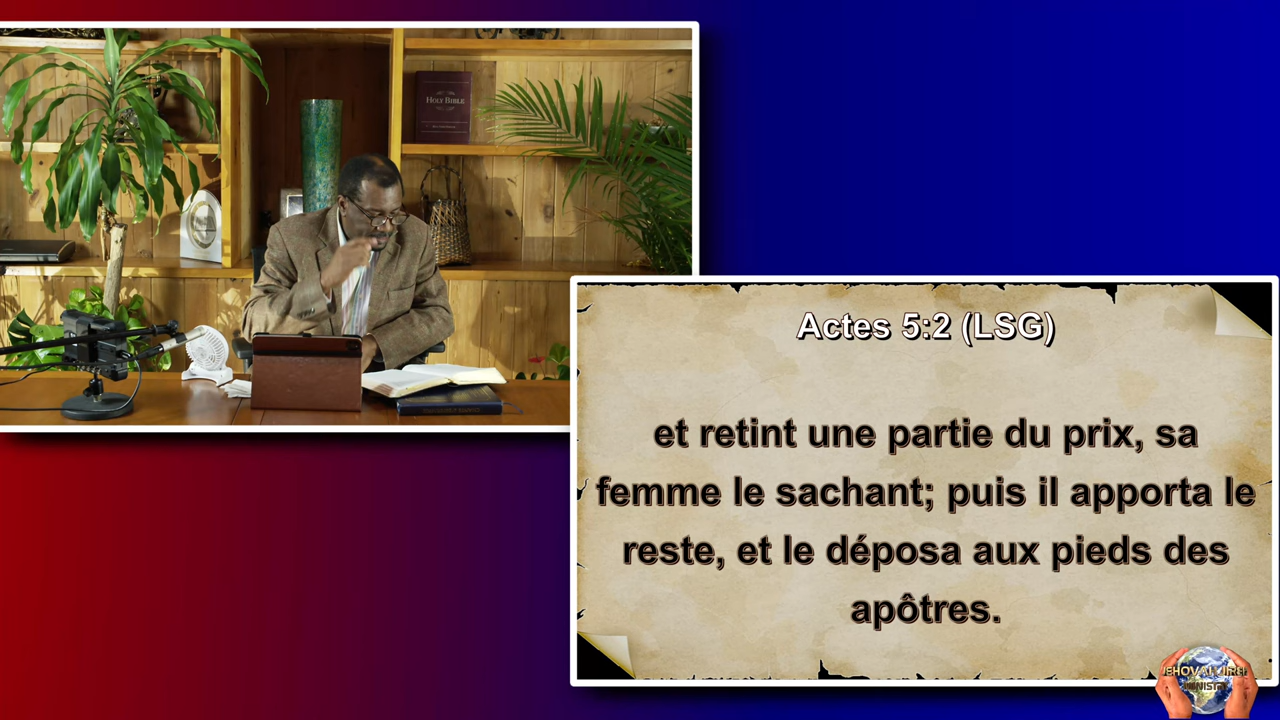 HOLY BIBLE
Actes 5:2 (LSG)
et retint une partie du prix, sa
femme le sachant; puis il apporta le
reste, et le déposa aux pieds des
apôtres.